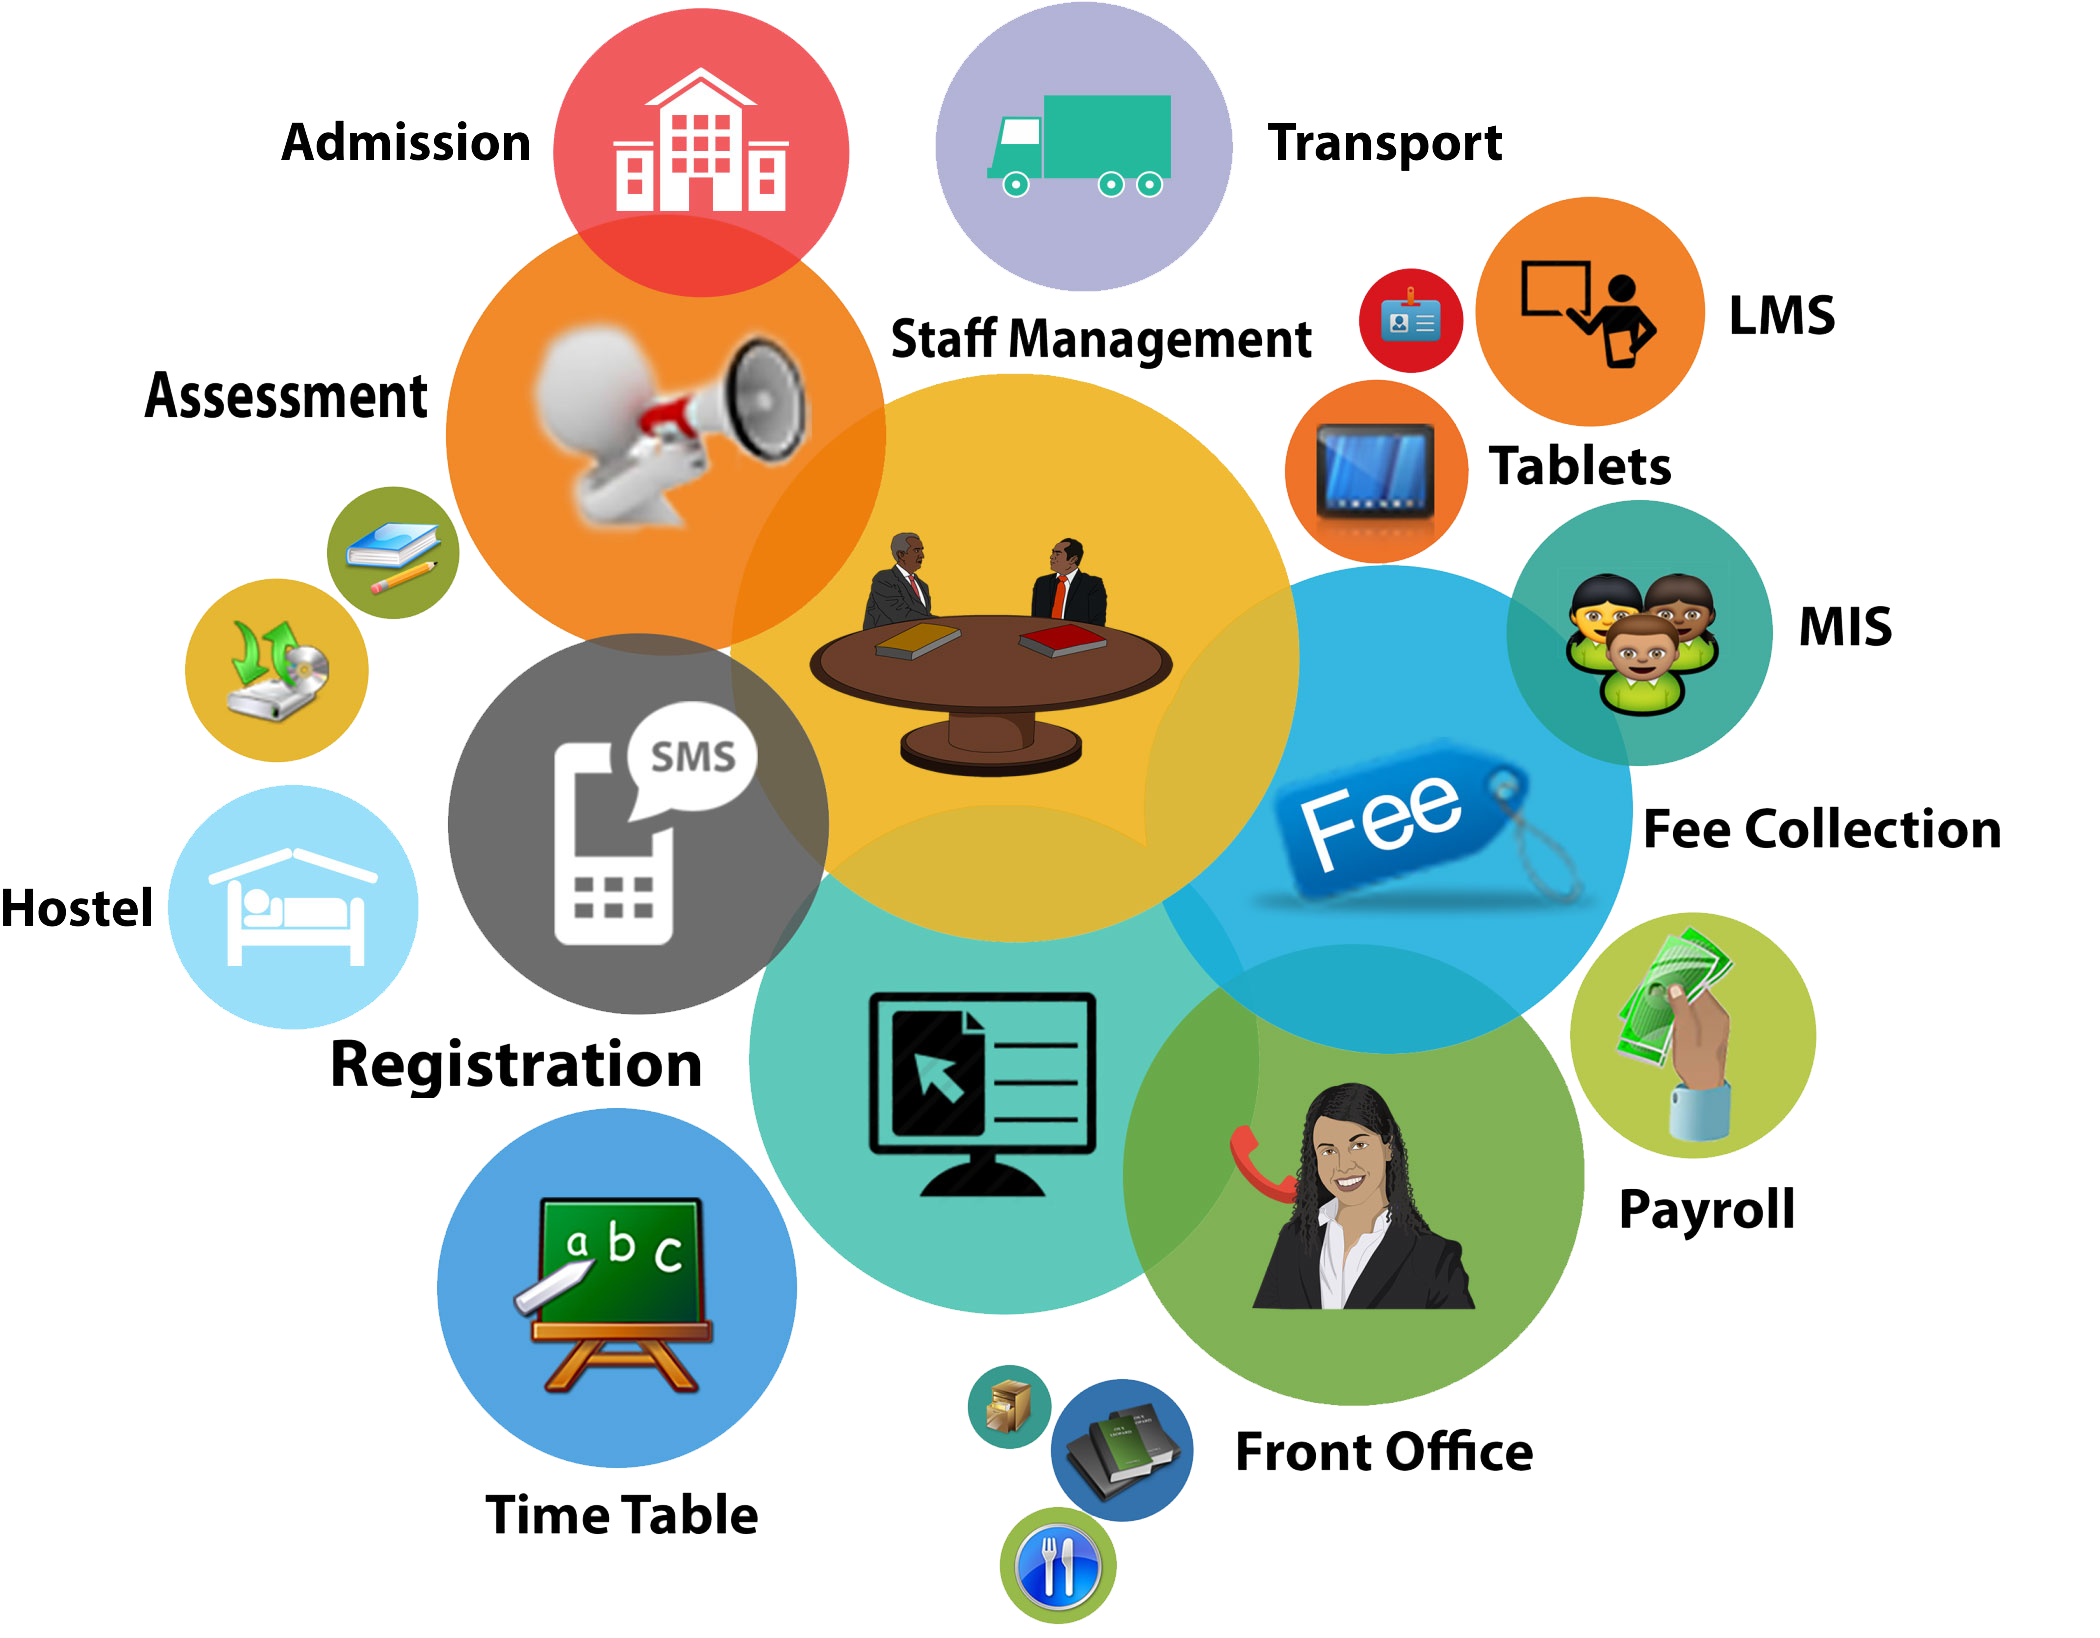 Admission
Transport
LMS
Staff Management
Assessment
Tablets
MIS
SMS
Fee
Fee Collection
Hostel
Registration
a b c
Payroll
Front Office
Time Table